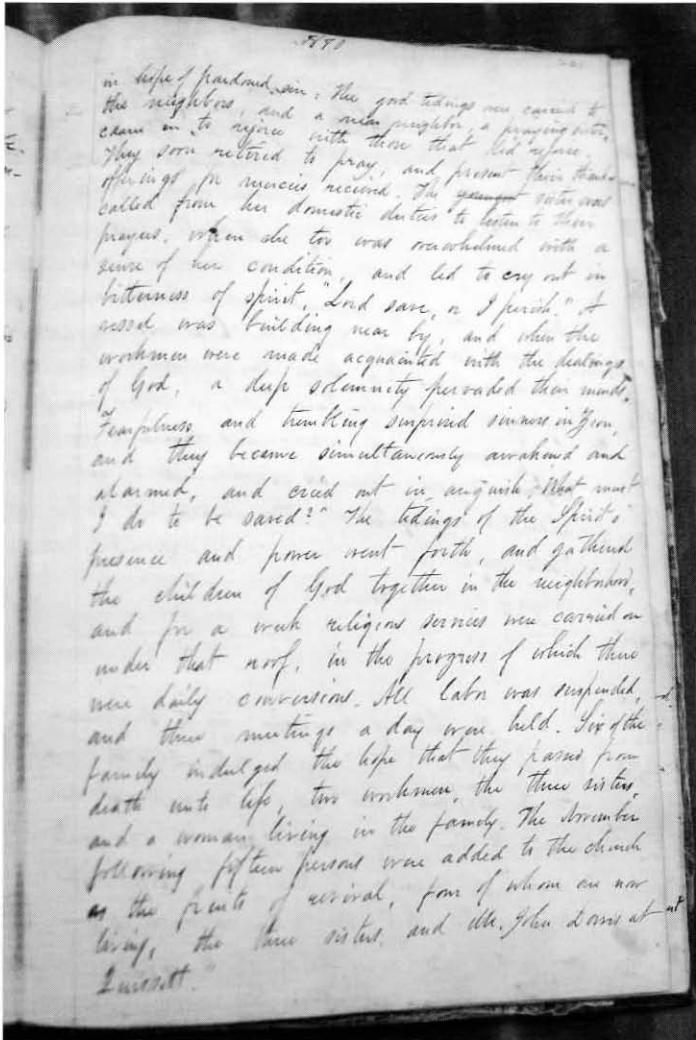 1890
in hope of pardoned sin: The good tidings were carried to
the neighbors, and a near neighbor, a praying sister,
came in to rejoice with those that did rejoice.
They soon retired to pray, and present their thank
offerings for mercies received. The youngest sister was
called from her domestic duties to listen to their
prayers, when she too was overwhelmed with a
sense of her condition, and led to cry out in
bitterness of spirit, "Lord save, or I perish." A
vessel was building near by, and when the
workmen were made acquainted with the dealings
of God, a deep solemnity pervaded their minds.
Fearfulness and trembling surprised sinners in Zion,
and they became simultaneously awakened and
alarmed, and cried out in anguish, "What must
I do to be saved?" The tidings of the Spirit's
presence and power went forth, and gathered
the children of God together in the neighborhood,
and for a week religious services were carried on
under that roof, in the progress of which there
were daily conversions. All labor was suspended,
and three meetings a day were held. Six of the
family indulged the hope that they passed from
death unto life, two workmen, the three sisters,
and a woman living in the family. The November
following fifteen persons were added to the church
as the fruits of revival, four of whom are now
living, the three sisters, and Mr. John Davis at
Quissett."